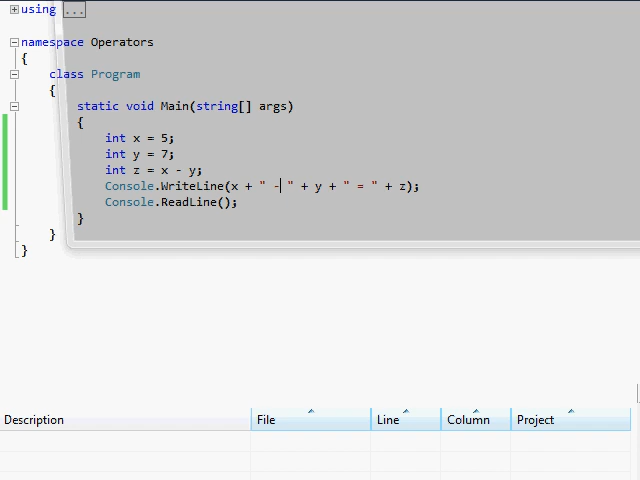 using ...
namespace Operators
{
class Program
{
static void Main(string[] args)
{
int x = 5;
int y = 7;
int z = x - y;
Console.WriteLine(x + " - " + y + " = " + z);
Console.ReadLine();
}
}
}
Description File Line Column Project